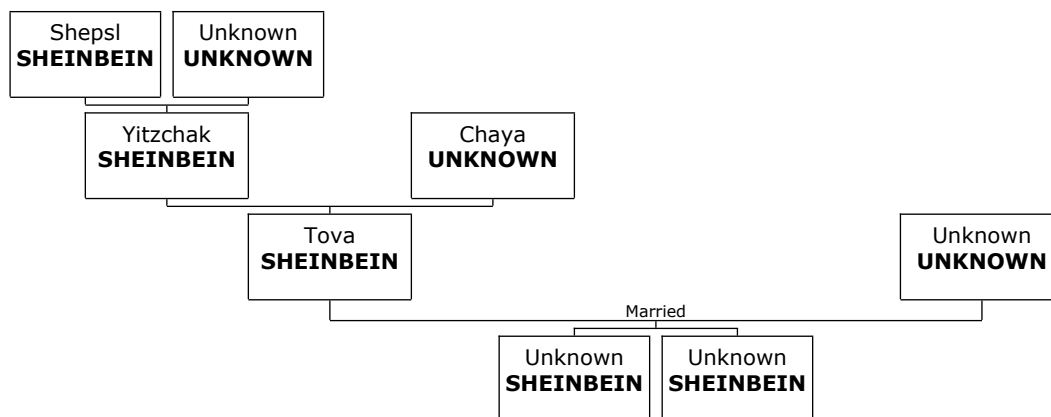 Shepsl
SHEINBEIN
Unknown
UNKNOWN
Yitzchak
SHEINBEIN
Chaya
UNKNOWN
Tova
SHEINBEIN
Unknown
UNKNOWN
Married
Unknown
SHEINBEIN
Unknown
SHEINBEIN